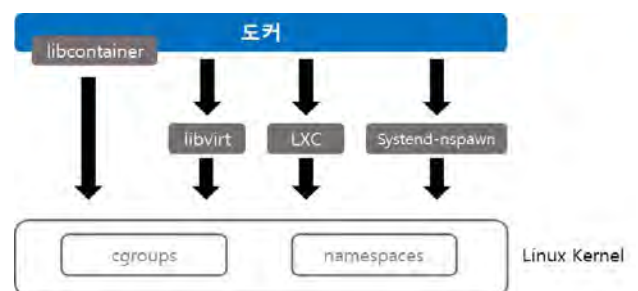 도커
libcontainer
libvirt
LXC
Systend-nspawn
cgroups
namespaces
Linux Kernel